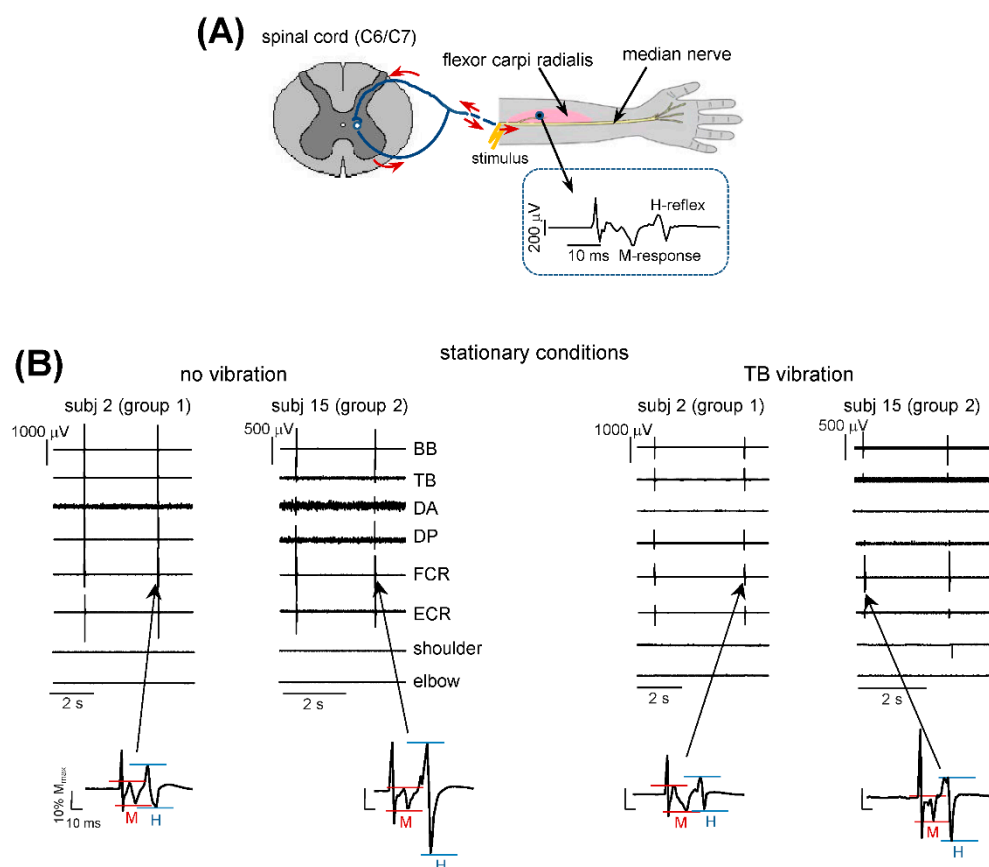 (A)
spinal cord (C6/C7)
flexor carpi radialis
median nerve
stimulus
200 µV
H-reflex
10 ms
M-response
(B)
stationary conditions
no vibration
TB vibration
subj 2 (group 1)
subj 15 (group 2)
subj 2 (group 1)
subj 15 (group 2)
1000 µV
500 µV
1000 µV
500 µV
BB
TB
DA
DP
FCR
ECR
shoulder
elbow
2 s
2 s
2 s
2 s
10% Mmax
10 ms
M
H
M
H
M
H
M
H